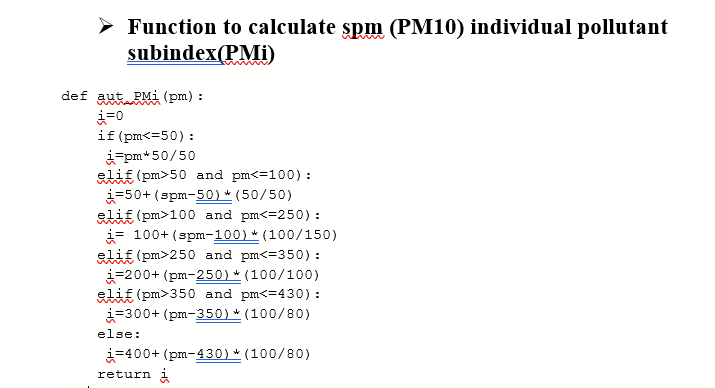 ➢ Function to calculate spm (PM10) individual pollutant
subindex(PMi)
def aut_PMi(pm):
i=0
if(pm<=50):
i=pm*50/50
elif(pm>50 and pm<=100):
i=50+(spm-50)*(50/50)
elif(pm>100 and pm<=250):
i= 100+(spm-100)*(100/150)
elif(pm>250 and pm<=350):
i=200+(pm-250)*(100/100)
elif(pm>350 and pm<=430):
i=300+(pm-350)*(100/80)
else:
i=400+(pm-430)*(100/80)
return i